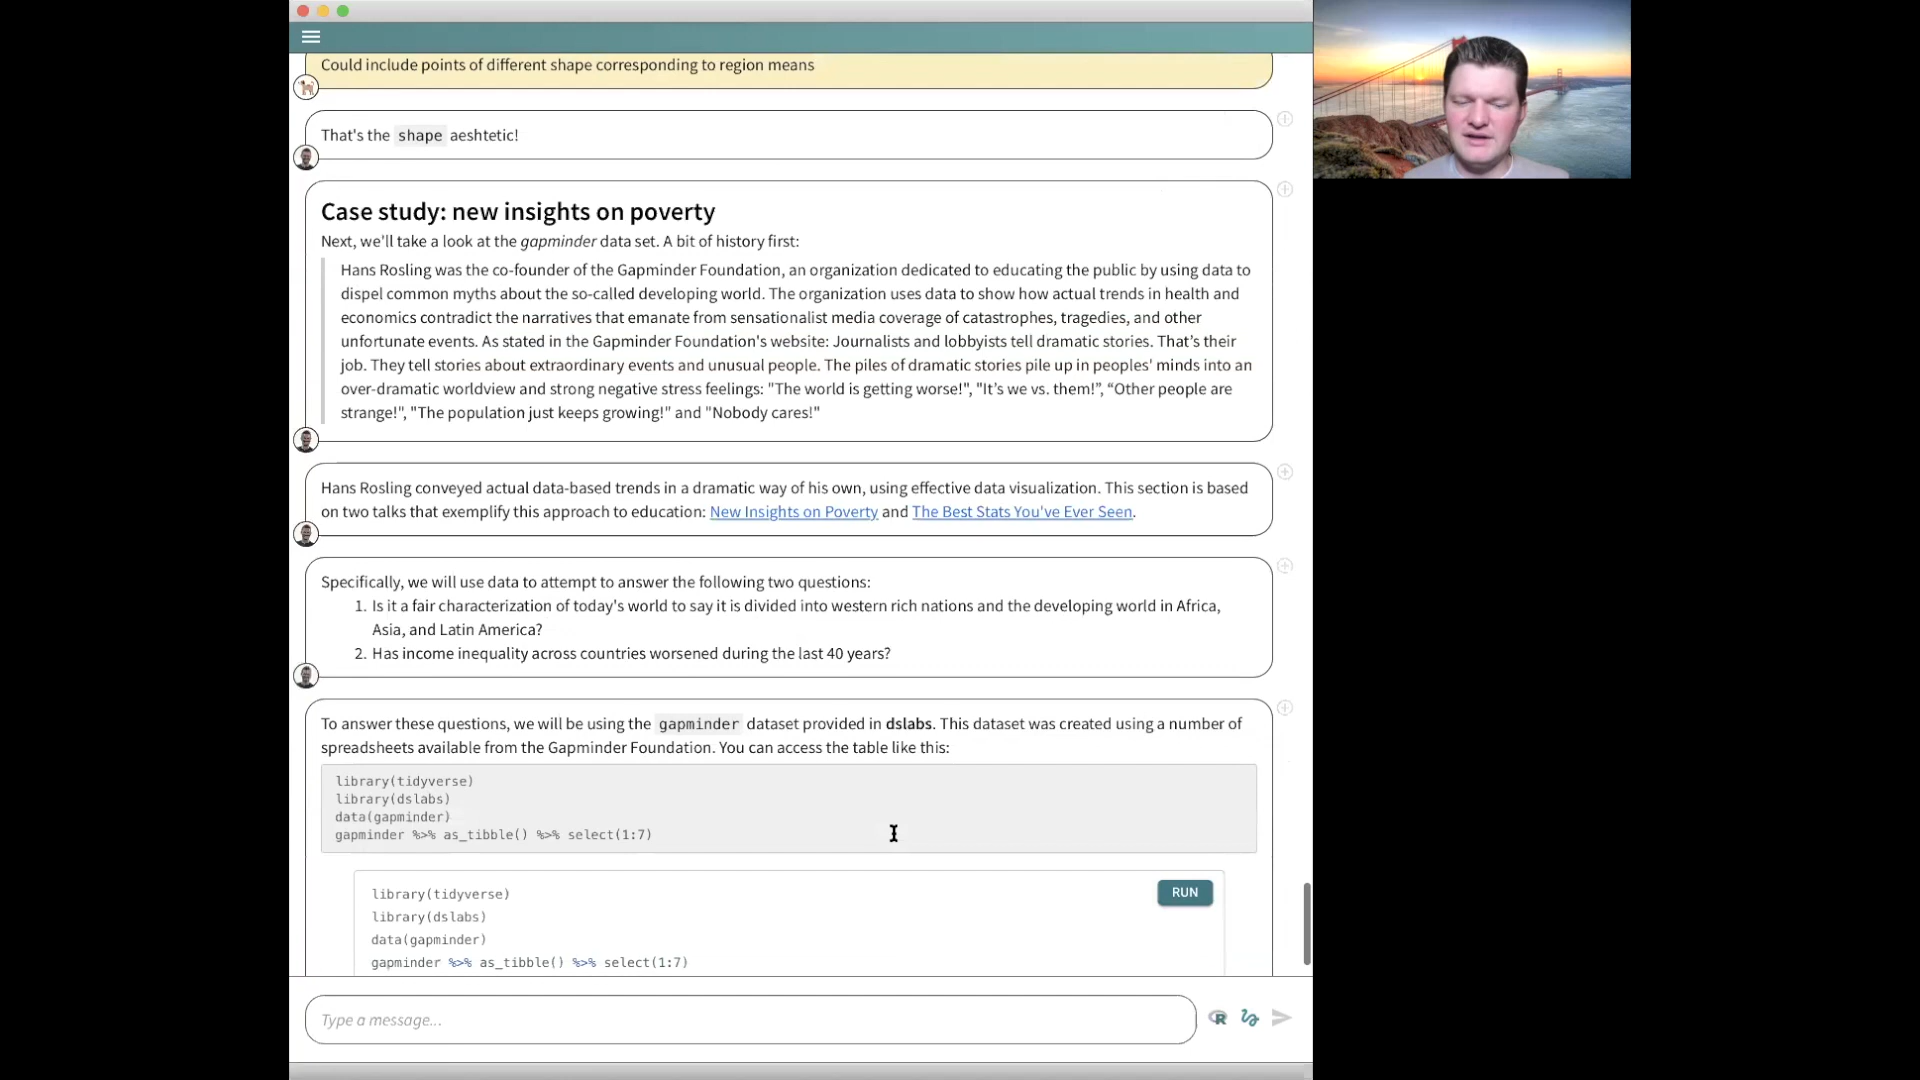 Could include points of different shape corresponding to region means
That's the shape aeshtetic!
Case study: new insights on poverty
Next, we'll take a look at the gapminder data set. A bit of history first:
Hans Rosling was the co-founder of the Gapminder Foundation, an organization dedicated to educating the public by using data to
dispel common myths about the so-called developing world. The organization uses data to show how actual trends in health and
economics contradict the narratives that emanate from sensationalist media coverage of catastrophes, tragedies, and other
unfortunate events. As stated in the Gapminder Foundation's website: Journalists and lobbyists tell dramatic stories. That’s their
job. They tell stories about extraordinary events and unusual people. The piles of dramatic stories pile up in peoples' minds into an
over-dramatic worldview and strong negative stress feelings: "The world is getting worse!", "It’s we vs. them!”, “Other people are
strange!", "The population just keeps growing!" and "Nobody cares!"
Hans Rosling conveyed actual data-based trends in a dramatic way of his own, using effective data visualization. This section is based
on two talks that exemplify this approach to education: New Insights on Poverty and The Best Stats You've Ever Seen.
Specifically, we will use data to attempt to answer the following two questions:
1. Is it a fair characterization of today's world to say it is divided into western rich nations and the developing world in Africa,
Asia, and Latin America?
2. Has income inequality across countries worsened during the last 40 years?
To answer these questions, we will be using the gapminder dataset provided in dslabs. This dataset was created using a number of
spreadsheets available from the Gapminder Foundation. You can access the table like this:
library(tidyverse)
library(dslabs)
data(gapminder)
gapminder %>% as_tibble() %>% select(1:7)
library(tidyverse)
RUN
library(dslabs)
data(gapminder)
gapminder %>% as_tibble() %>% select(1:7)
Type a message...
R